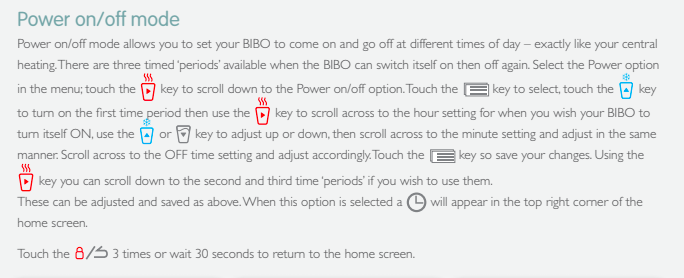 Power on/off mode
Power on/off mode allows you to set your BIBO to come on and go off at different times of day – exactly like your central
heating.There are three timed 'periods' available when the BIBO can switch itself on then off again. Select the Power option
in the menu; touch the key to scroll down to the Power on/off option.Touch the key to select, touch the key
to turn on the first time period then use the key to scroll across to the hour setting for when you wish your BIBO to
turn itself ON, use the or key to adjust up or down, then scroll across to the minute setting and adjust in the same
manner. Scroll across to the OFF time setting and adjust accordingly.Touch the key so save your changes. Using the
key you can scroll down to the second and third time 'periods' if you wish to use them.
These can be adjusted and saved as above. When this option is selected a will appear in the top right corner of the
home screen.
Touch the / 3 times or wait 30 seconds to return to the home screen.